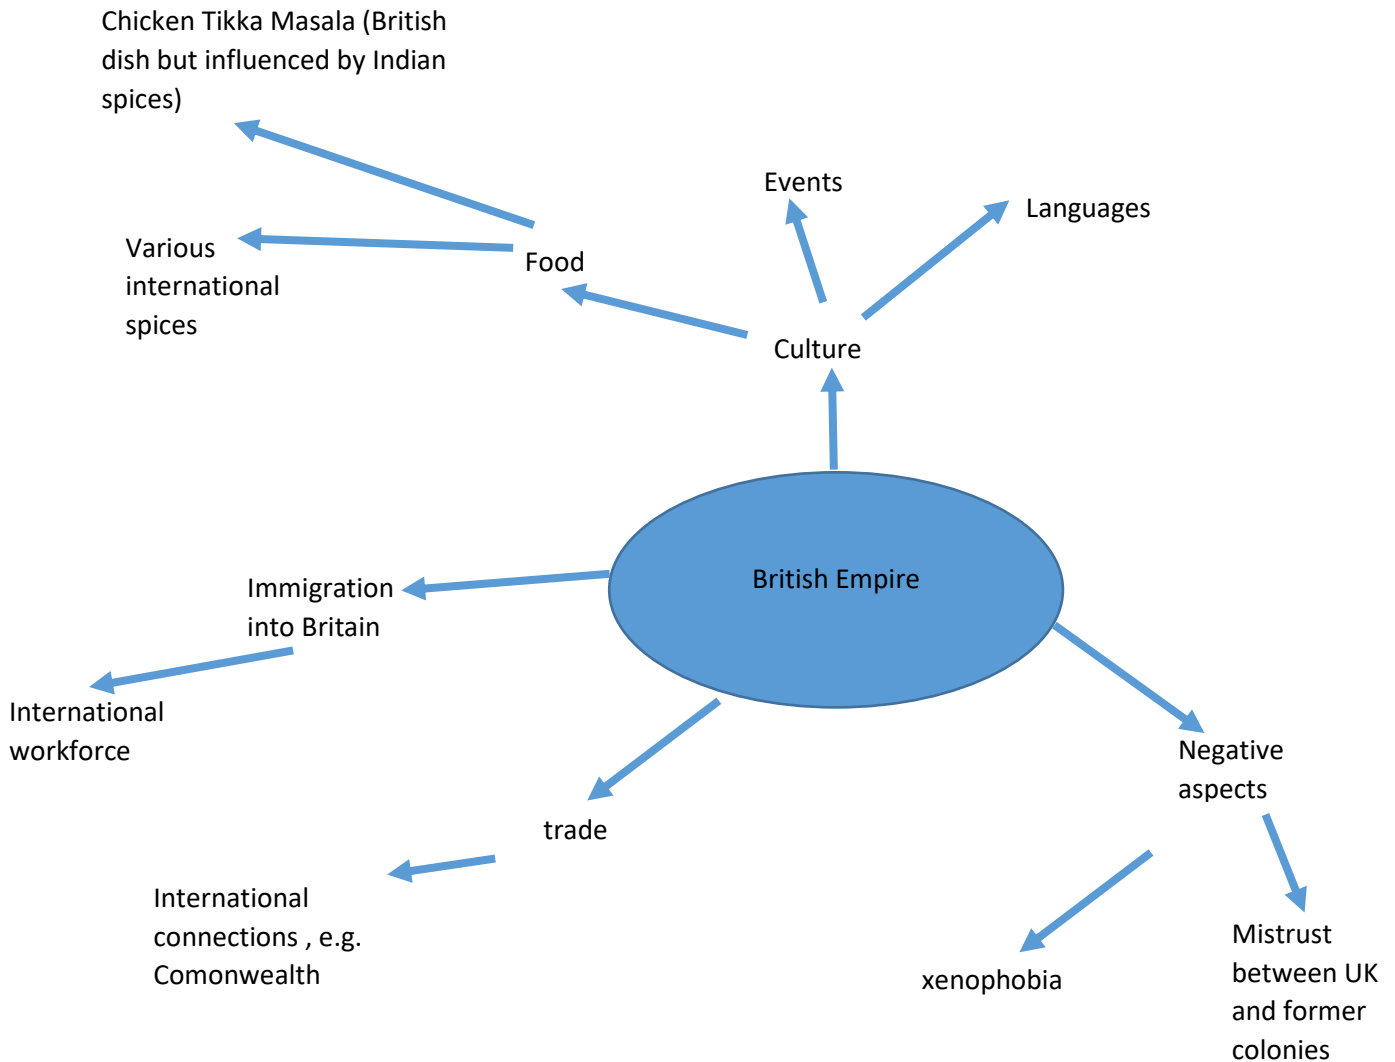 Chicken Tikka Masala (British
dish but influenced by Indian
spices)
Events
Languages
Various
international
spices
Food
Culture
British Empire
Immigration
into Britain
International
workforce
Negative
aspects
trade
International
connections , e.g.
Comonwealth
xenophobia
Mistrust
between UK
and former
colonies